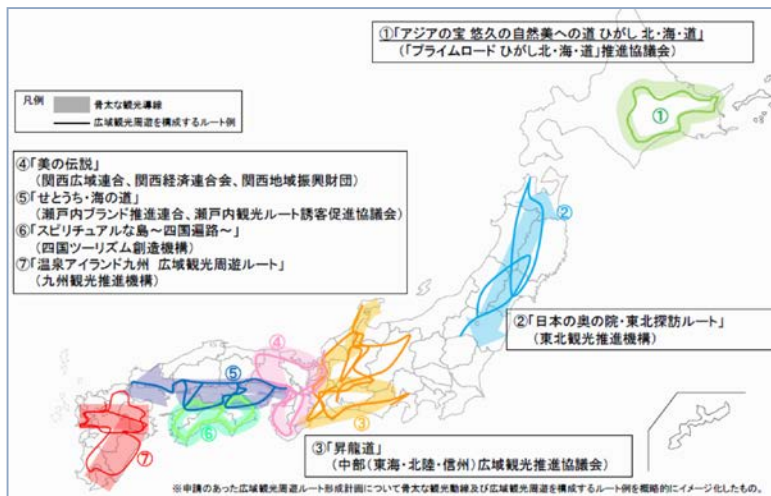 ①「アジアの宝 悠久の自然美への道 ひがし 北・海・道」
(「プライムロード ひがし北・海・道」推進協議会)
凡例
骨太な観光導線
広域観光周遊を構成するルート例
①
④「美の伝説」
(関西広域連合、関西経済連合会、関西地域振興財団)
⑤「せとうち・海の道」
(瀬戸内ブランド推進連合、瀬戸内観光ルート誘客促進協議会)
⑥「スピリチュアルな島～四国遍路～」
(四国ツーリズム創造機構)
⑦「温泉アイランド九州 広域観光周遊ルート」
(九州観光推進機構)
②
②「日本の奥の院・東北探訪ルート」
(東北観光推進機構)
④
⑤
③
⑥
⑦
③「昇龍道」
(中部(東海・北陸・信州)広域観光推進協議会)
※申請のあった広域観光周遊ルート形成計画について骨太な観光動線及び広域観光周遊を構成するルート例を概略的にイメージ化したもの。